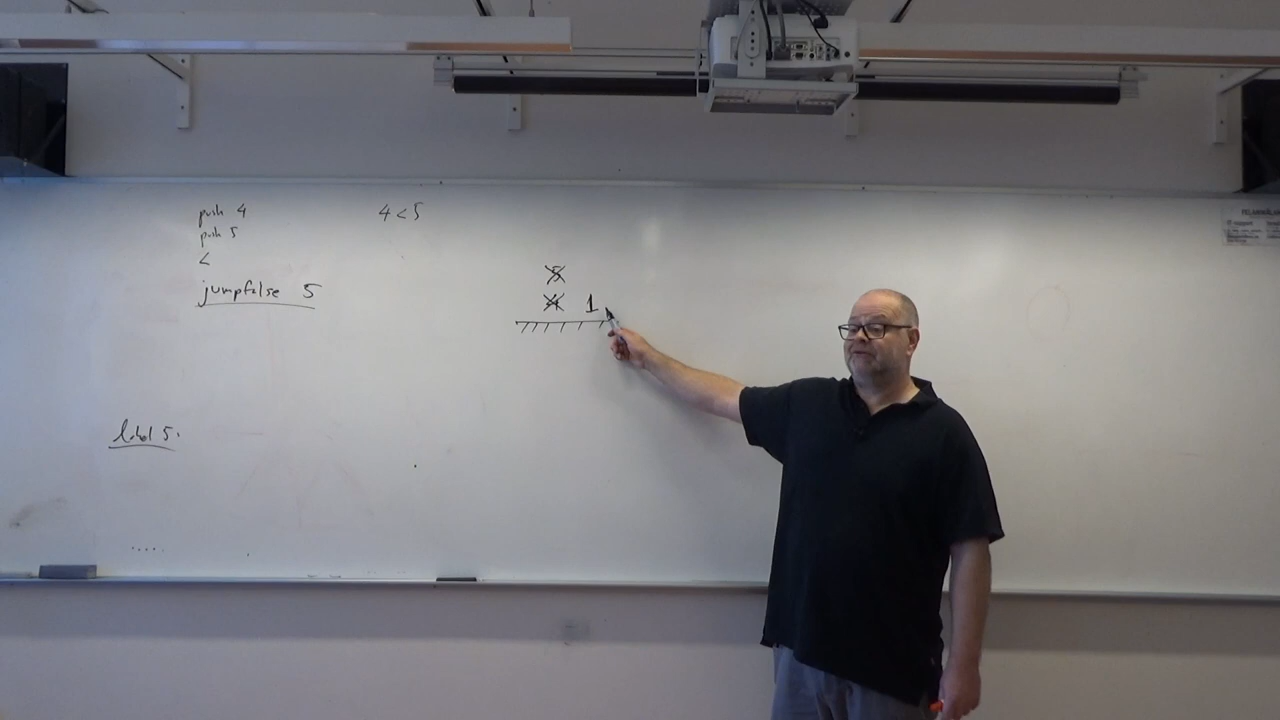 push 4
4 < 5
push 5
<
jumpfalse 5
5
4 1
label 5:
....